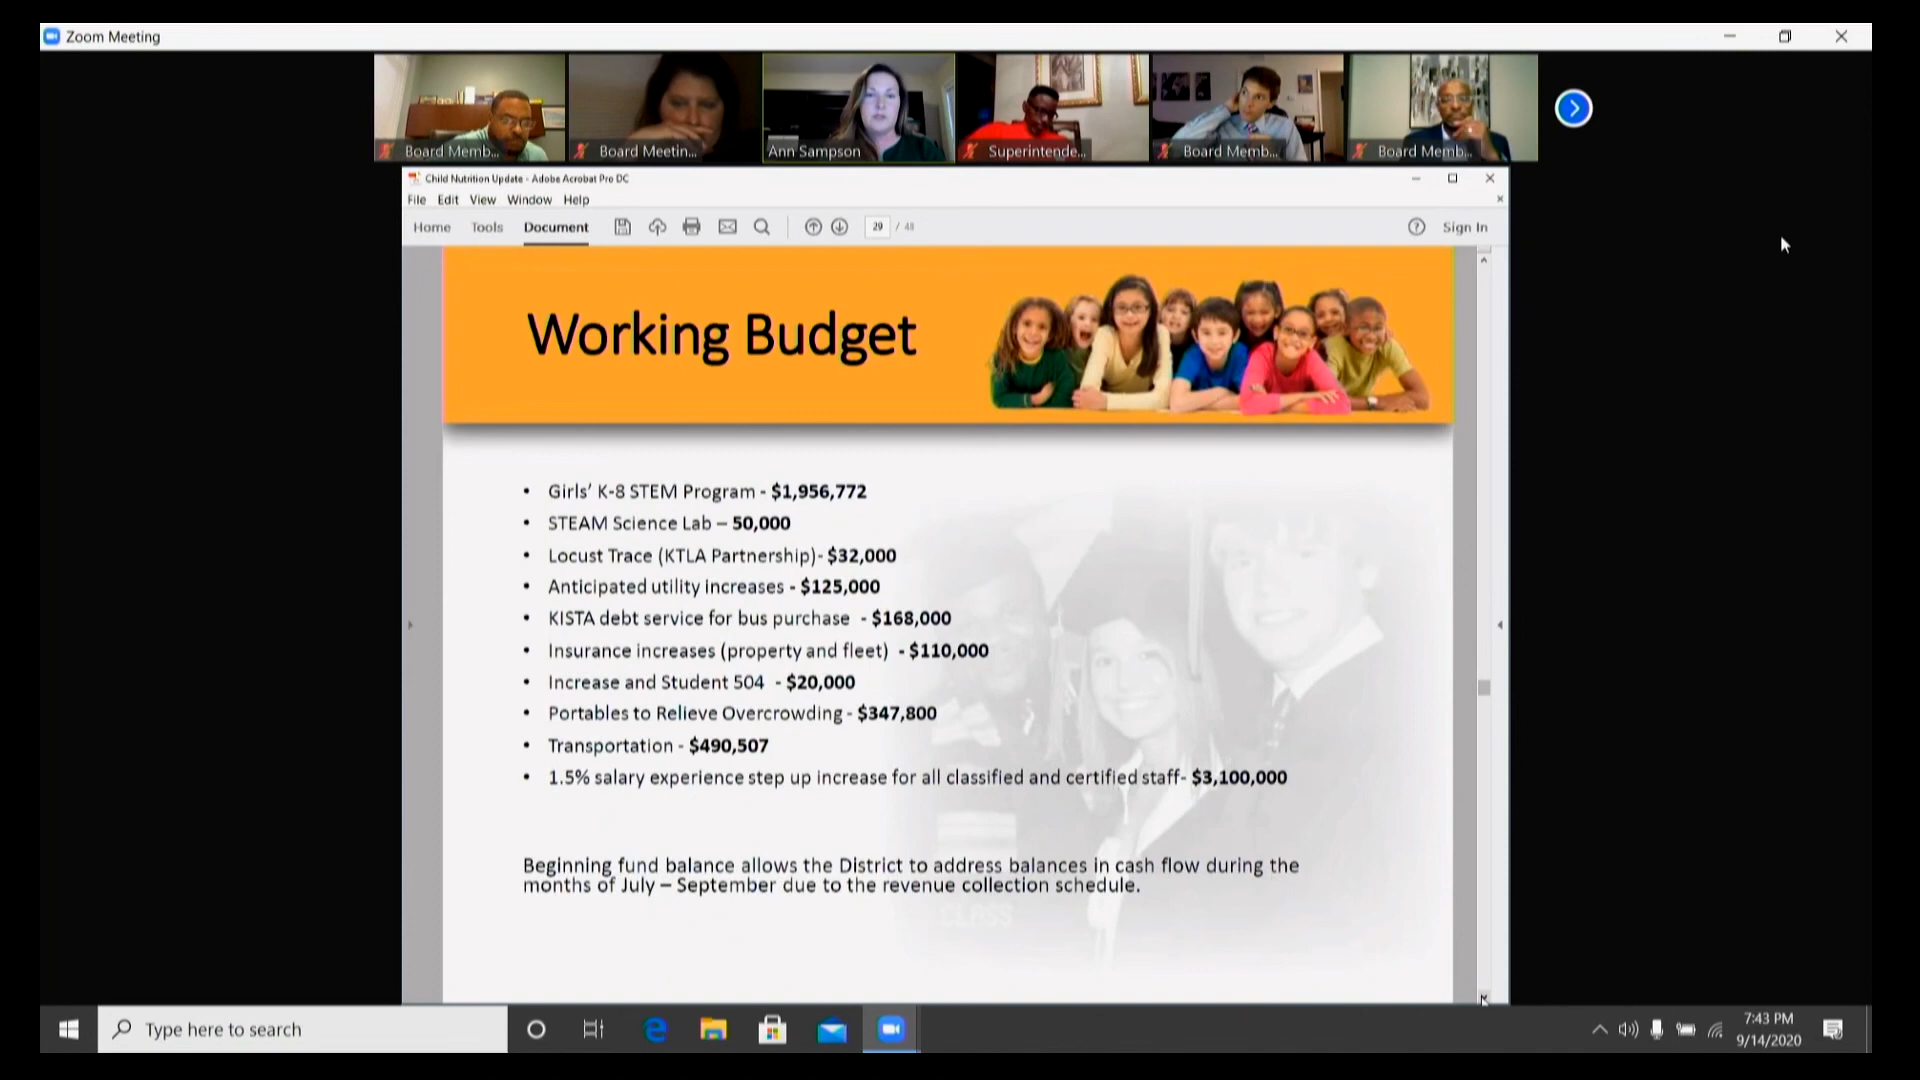 Zoom Meeting
Board Memb...
Board Meetin...
Ann Sampson
Superintende...
Board Memb...
Board Memb...
Child Nutrition Update - Adobe Acrobat Pro DC
File Edit View Window Help
Home Tools Document 29 / 48 Sign In
Working Budget
• Girls' K-8 STEM Program - $1,956,772
• STEAM Science Lab – 50,000
• Locust Trace (KTLA Partnership)- $32,000
• Anticipated utility increases - $125,000
• KISTA debt service for bus purchase - $168,000
• Insurance increases (property and fleet) - $110,000
• Increase and Student 504 - $20,000
• Portables to Relieve Overcrowding - $347,800
• Transportation - $490,507
• 1.5% salary experience step up increase for all classified and certified staff- $3,100,000
Beginning fund balance allows the District to address balances in cash flow during the
months of July – September due to the revenue collection schedule.
CLASS
Type here to search
7:43 PM
9/14/2020